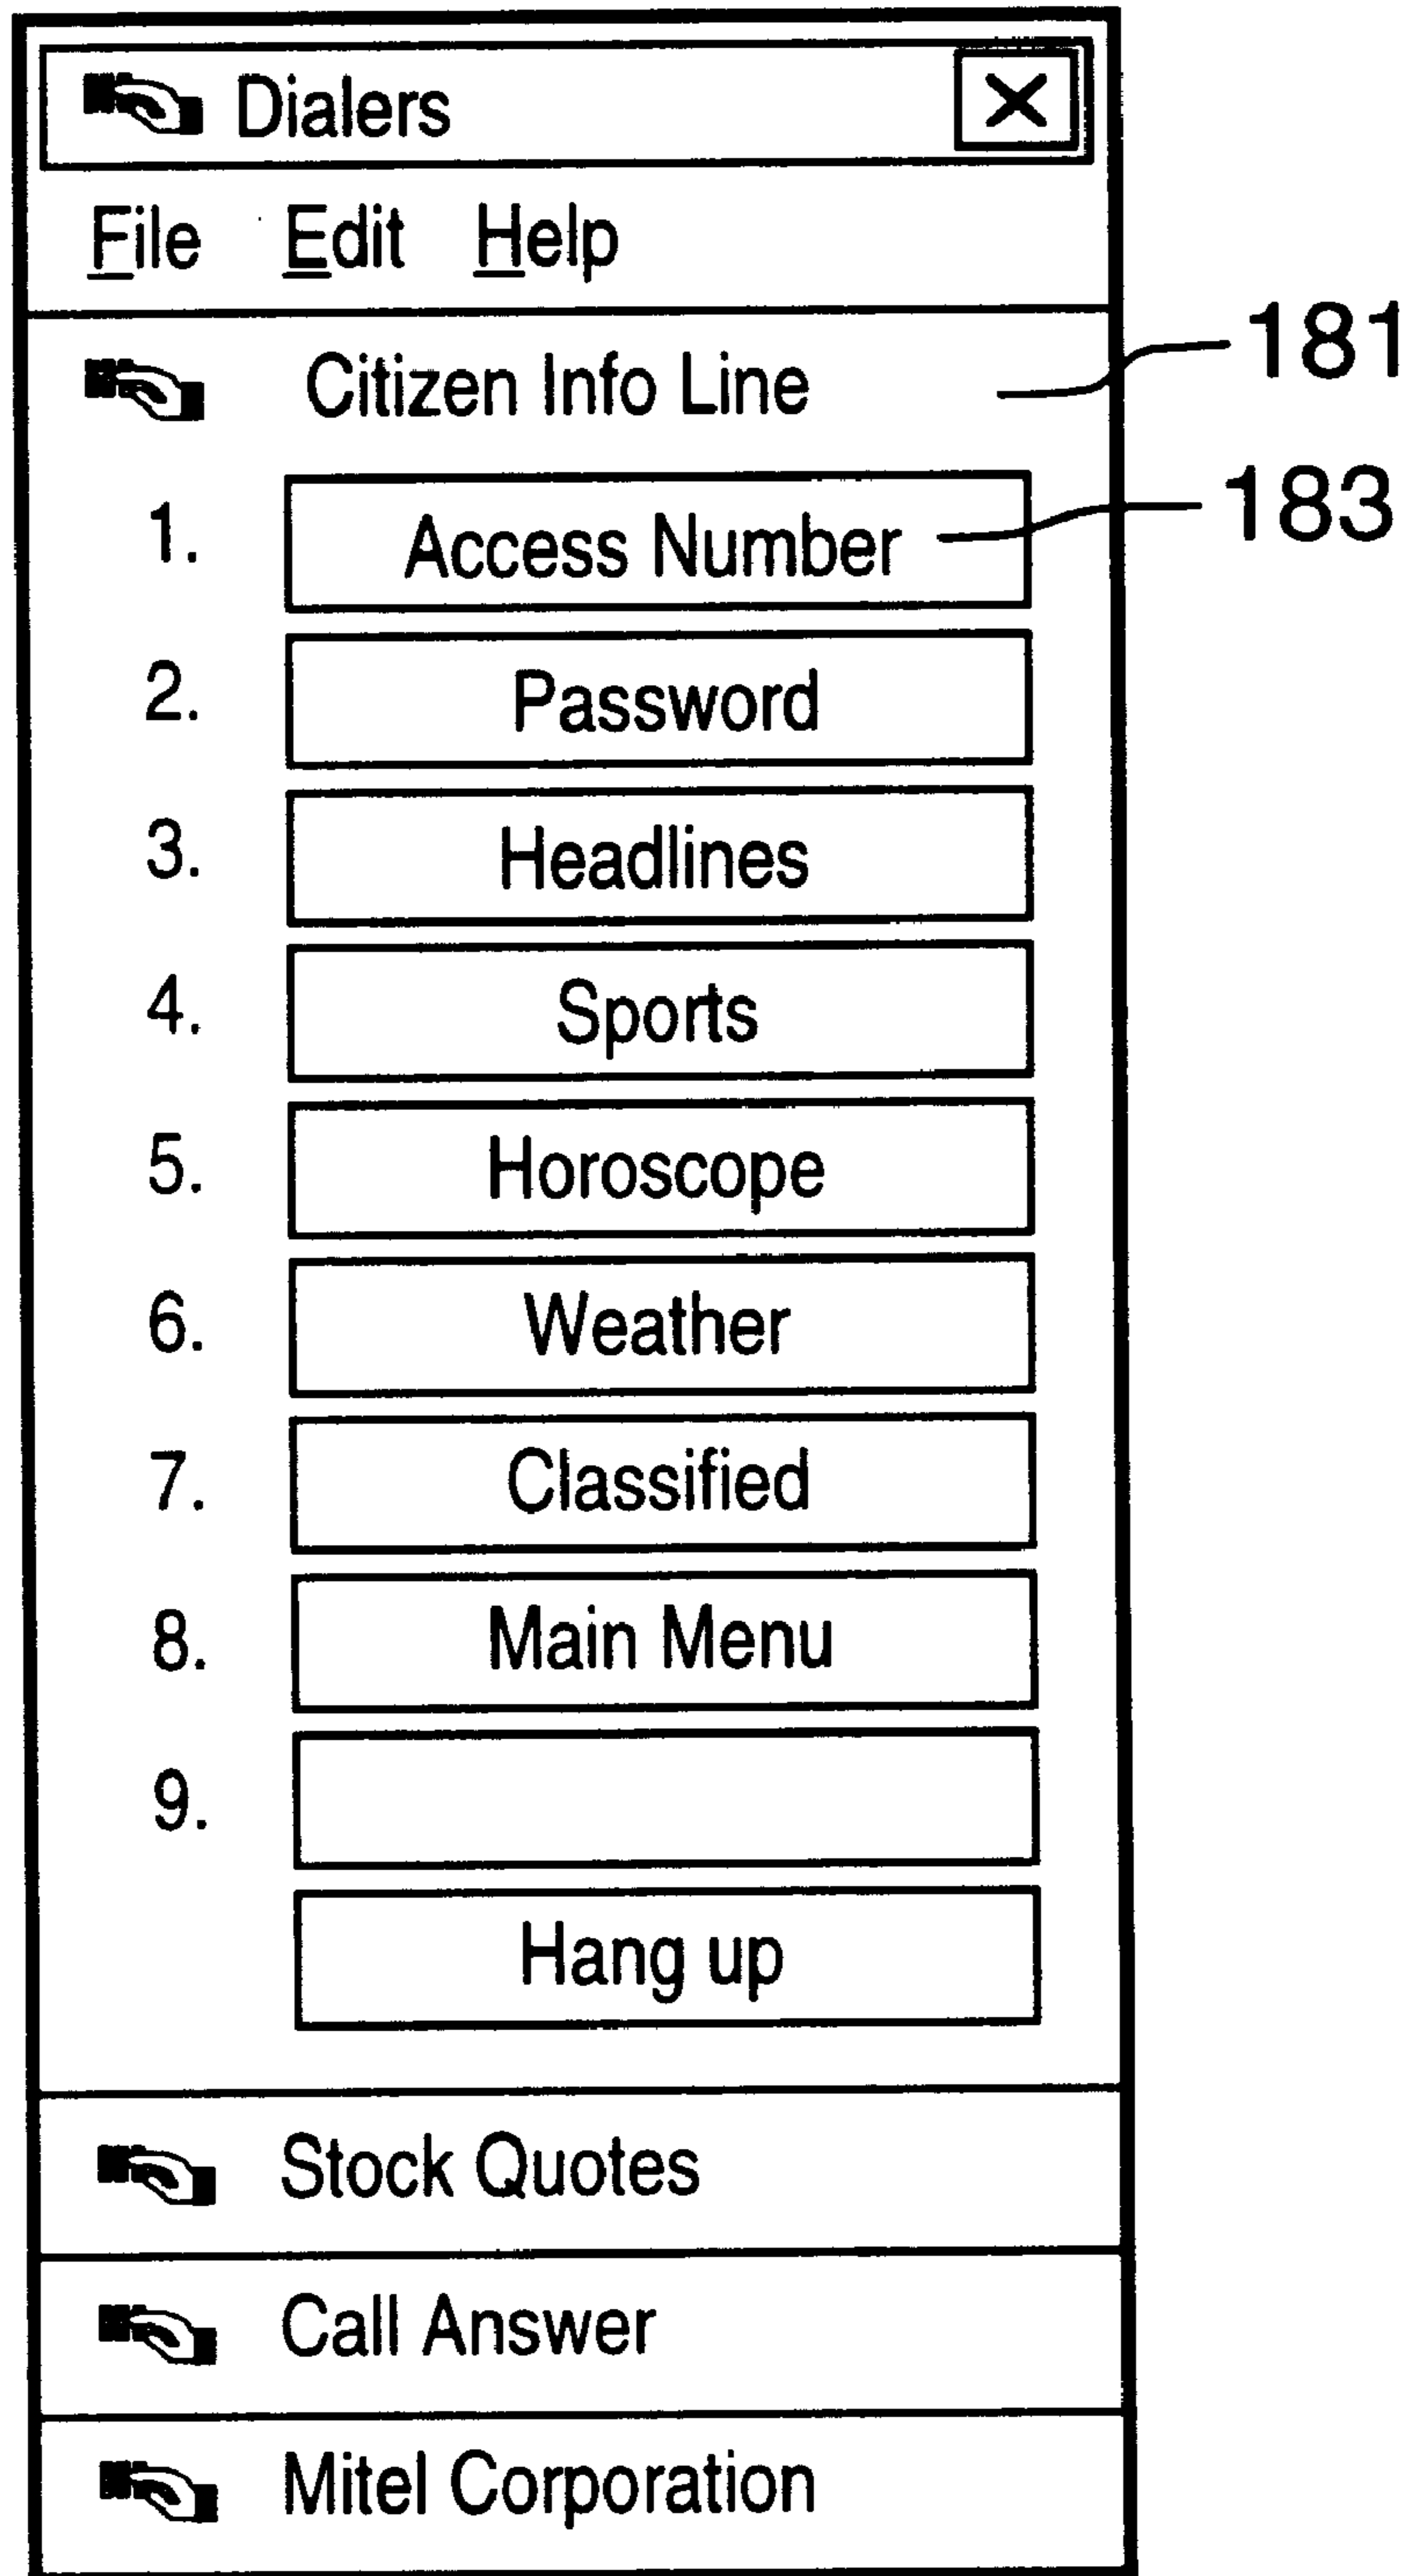 Dialers
File Edit Help
Citizen Info Line 181
1. Access Number 183
2. Password
3. Headlines
4. Sports
5. Horoscope
6. Weather
7. Classified
8. Main Menu
9.
Hang up
Stock Quotes
Call Answer
Mitel Corporation